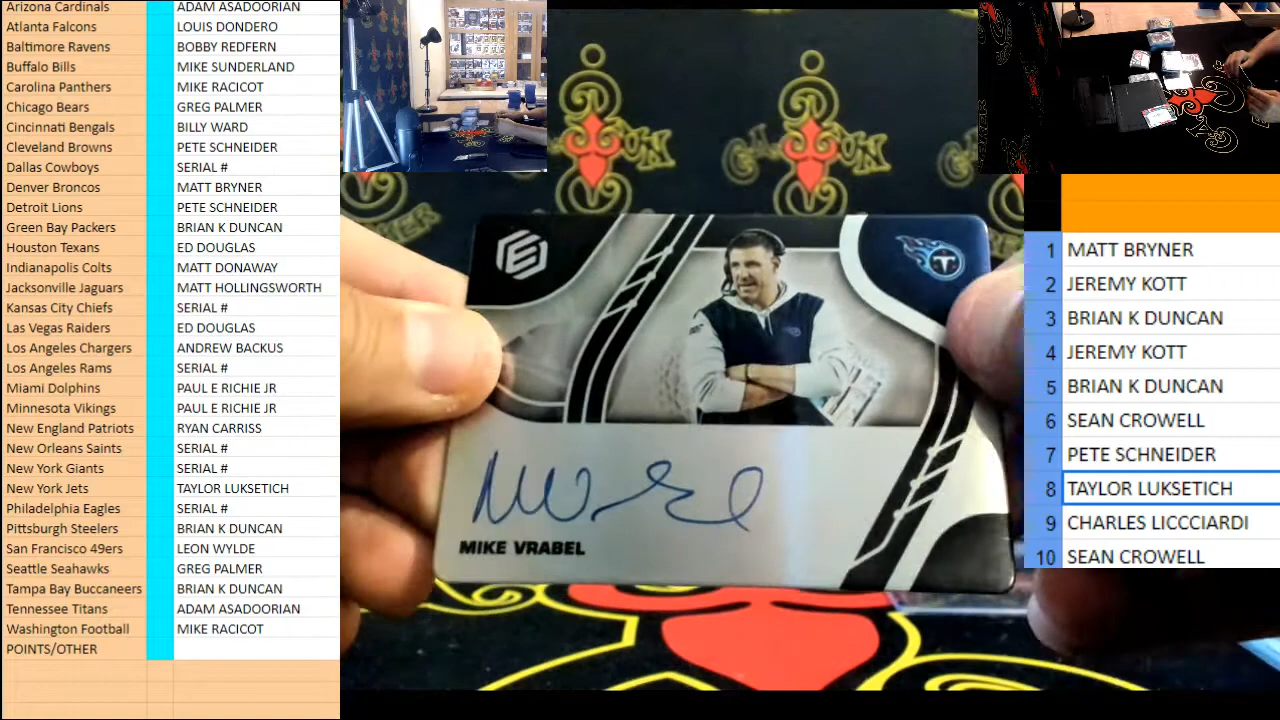 Arizona Cardinals ADAM ASADOORIAN
Atlanta Falcons LOUIS DONDERO
Baltimore Ravens BOBBY REDFERN
Buffalo Bills MIKE SUNDERLAND
Carolina Panthers MIKE RACICOT
Chicago Bears GREG PALMER
Cincinnati Bengals BILLY WARD
Cleveland Browns PETE SCHNEIDER
Dallas Cowboys SERIAL #
Denver Broncos MATT BRYNER
Detroit Lions PETE SCHNEIDER
Green Bay Packers BRIAN K DUNCAN
Houston Texans ED DOUGLAS
Indianapolis Colts MATT DONAWAY
Jacksonville Jaguars MATT HOLLINGSWORTH
Kansas City Chiefs SERIAL #
Las Vegas Raiders ED DOUGLAS
Los Angeles Chargers ANDREW BACKUS
Los Angeles Rams SERIAL #
Miami Dolphins PAUL E RICHIE JR
Minnesota Vikings PAUL E RICHIE JR
New England Patriots RYAN CARRISS
New Orleans Saints SERIAL #
New York Giants SERIAL #
New York Jets TAYLOR LUKSETICH
Philadelphia Eagles SERIAL #
Pittsburgh Steelers BRIAN K DUNCAN
San Francisco 49ers LEON WYLDE
Seattle Seahawks GREG PALMER
Tampa Bay Buccaneers BRIAN K DUNCAN
Tennessee Titans ADAM ASADOORIAN
Washington Football MIKE RACICOT
POINTS/OTHER
MIKE VRABEL
1 MATT BRYNER
2 JEREMY KOTT
3 BRIAN K DUNCAN
4 JEREMY KOTT
5 BRIAN K DUNCAN
6 SEAN CROWELL
7 PETE SCHNEIDER
8 TAYLOR LUKSETICH
9 CHARLES LICCCIARDI
10 SEAN CROWELL